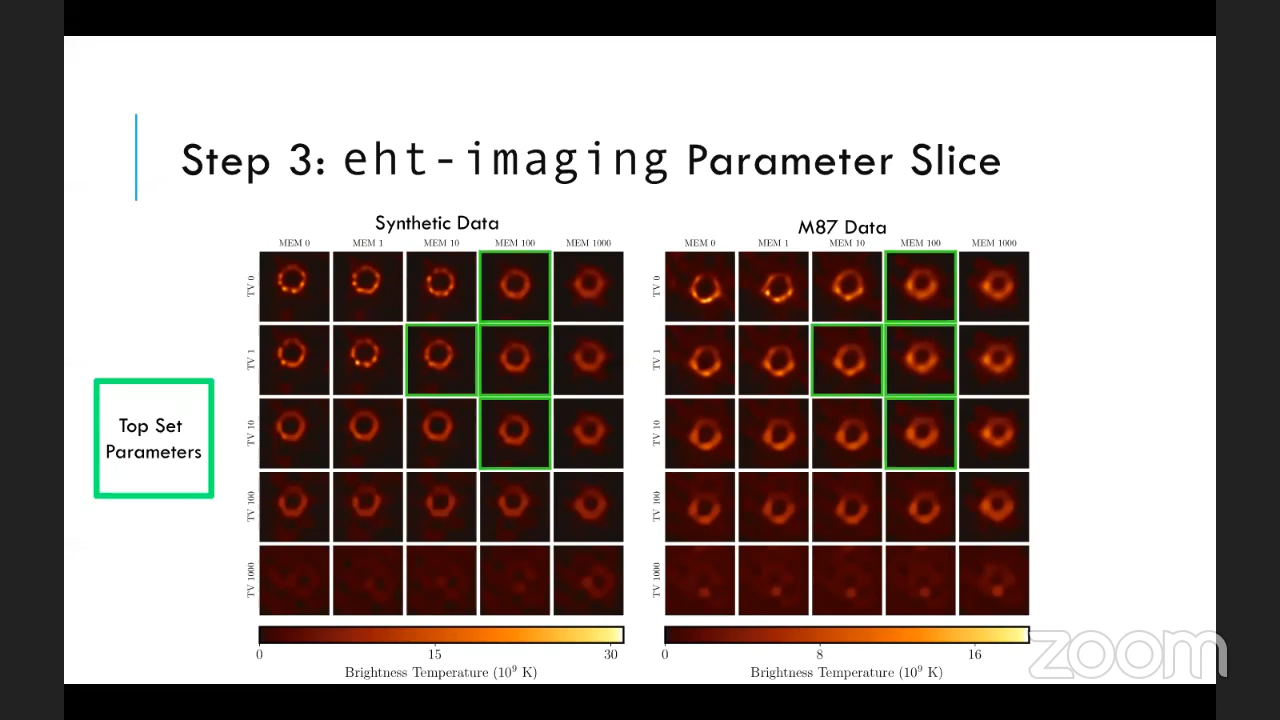 Step 3: eht-imaging Parameter Slice
Synthetic Data
MEM 0 MEM 1 MEM 10 MEM 100 MEM 1000
TV 0
TV 1
TV 10
TV 100
TV 1000
0 15 30
Brightness Temperature (10⁹ K)
M87 Data
MEM 0 MEM 1 MEM 10 MEM 100 MEM 1000
TV 0
TV 1
TV 10
TV 100
TV 1000
0 8 16
Brightness Temperature (10⁹ K)
Top Set
Parameters
zoom